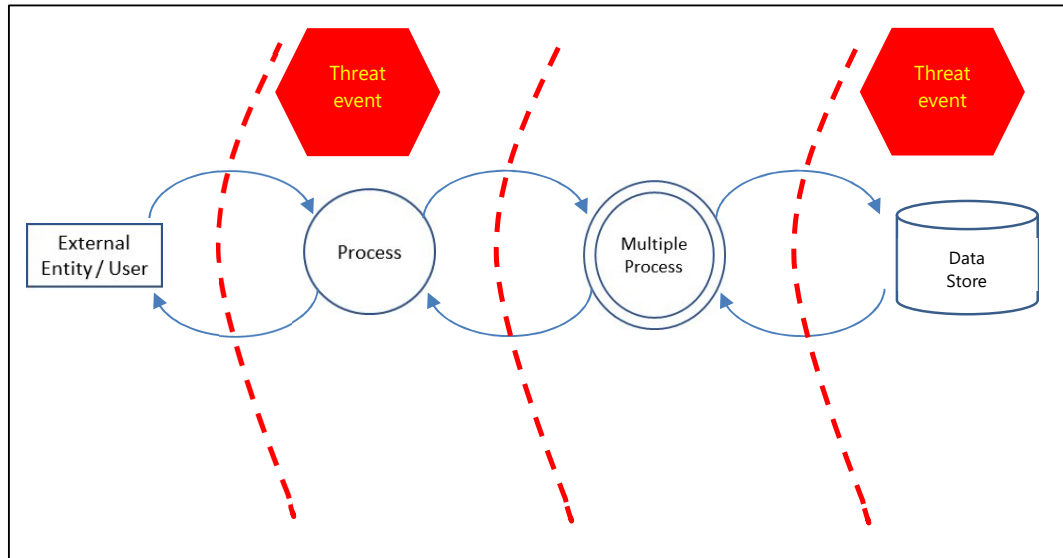 Threat
event
Threat
event
External
Entity / User
Process
Multiple
Process
Data
Store